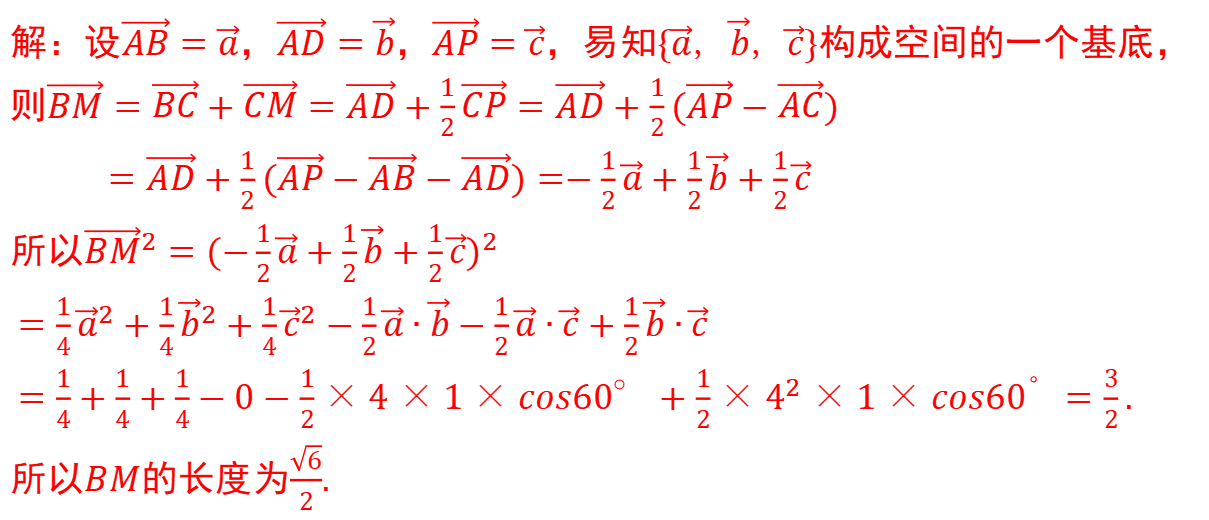 解：设$\overrightarrow{AB}=\vec{a}$，$\overrightarrow{AD}=\vec{b}$，$\overrightarrow{AP}=\vec{c}$，易知{$\vec{a}$，$\vec{b}$，$\vec{c}$}构成空间的一个基底，
则$\overrightarrow{BM}=\overrightarrow{BC}+\overrightarrow{CM}=\overrightarrow{AD}+\frac{1}{2}\overrightarrow{CP}=\overrightarrow{AD}+\frac{1}{2}(\overrightarrow{AP}-\overrightarrow{AC})$
$=\overrightarrow{AD}+\frac{1}{2}(\overrightarrow{AP}-\overrightarrow{AB}-\overrightarrow{AD})=-\frac{1}{2}\vec{a}+\frac{1}{2}\vec{b}+\frac{1}{2}\vec{c}$
所以$\overrightarrow{BM}^2=(-\frac{1}{2}\vec{a}+\frac{1}{2}\vec{b}+\frac{1}{2}\vec{c})^2$
$=\frac{1}{4}\vec{a}^2+\frac{1}{4}\vec{b}^2+\frac{1}{4}\vec{c}^2-\frac{1}{2}\vec{a}\cdot\vec{b}-\frac{1}{2}\vec{a}\cdot\vec{c}+\frac{1}{2}\vec{b}\cdot\vec{c}$
$=\frac{1}{4}+\frac{1}{4}+\frac{1}{4}-0-\frac{1}{2}\times4\times1\times cos60^\circ+\frac{1}{2}\times4^2\times1\times cos60^\circ=\frac{3}{2}.$
所以$BM$的长度为$\frac{\sqrt{6}}{2}$.